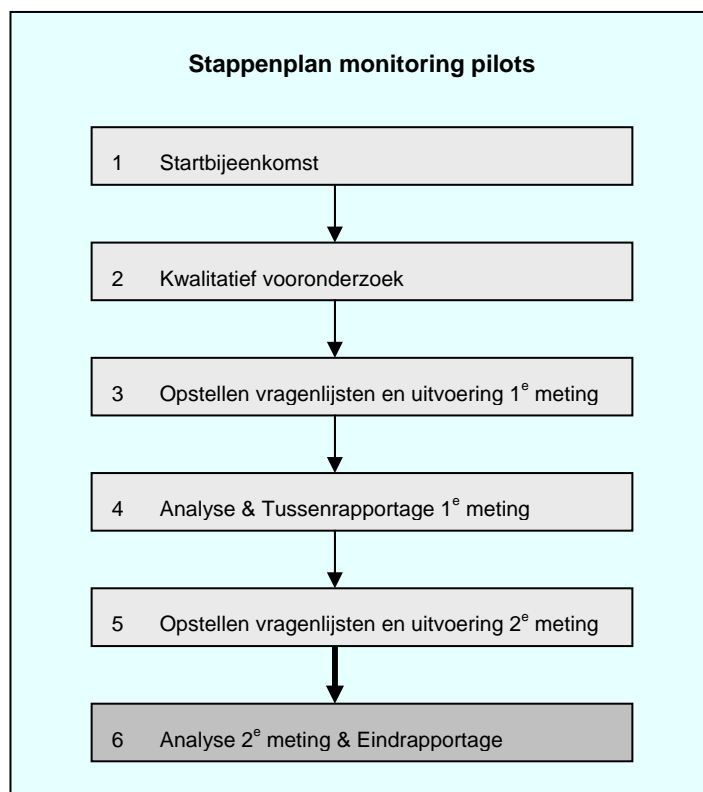 Stappenplan monitoring pilots
1 Startbijeenkomst
2 Kwalitatief vooronderzoek
3 Opstellen vragenlijsten en uitvoering 1e meting
4 Analyse & Tussenrapportage 1e meting
5 Opstellen vragenlijsten en uitvoering 2e meting
6 Analyse 2e meting & Eindrapportage